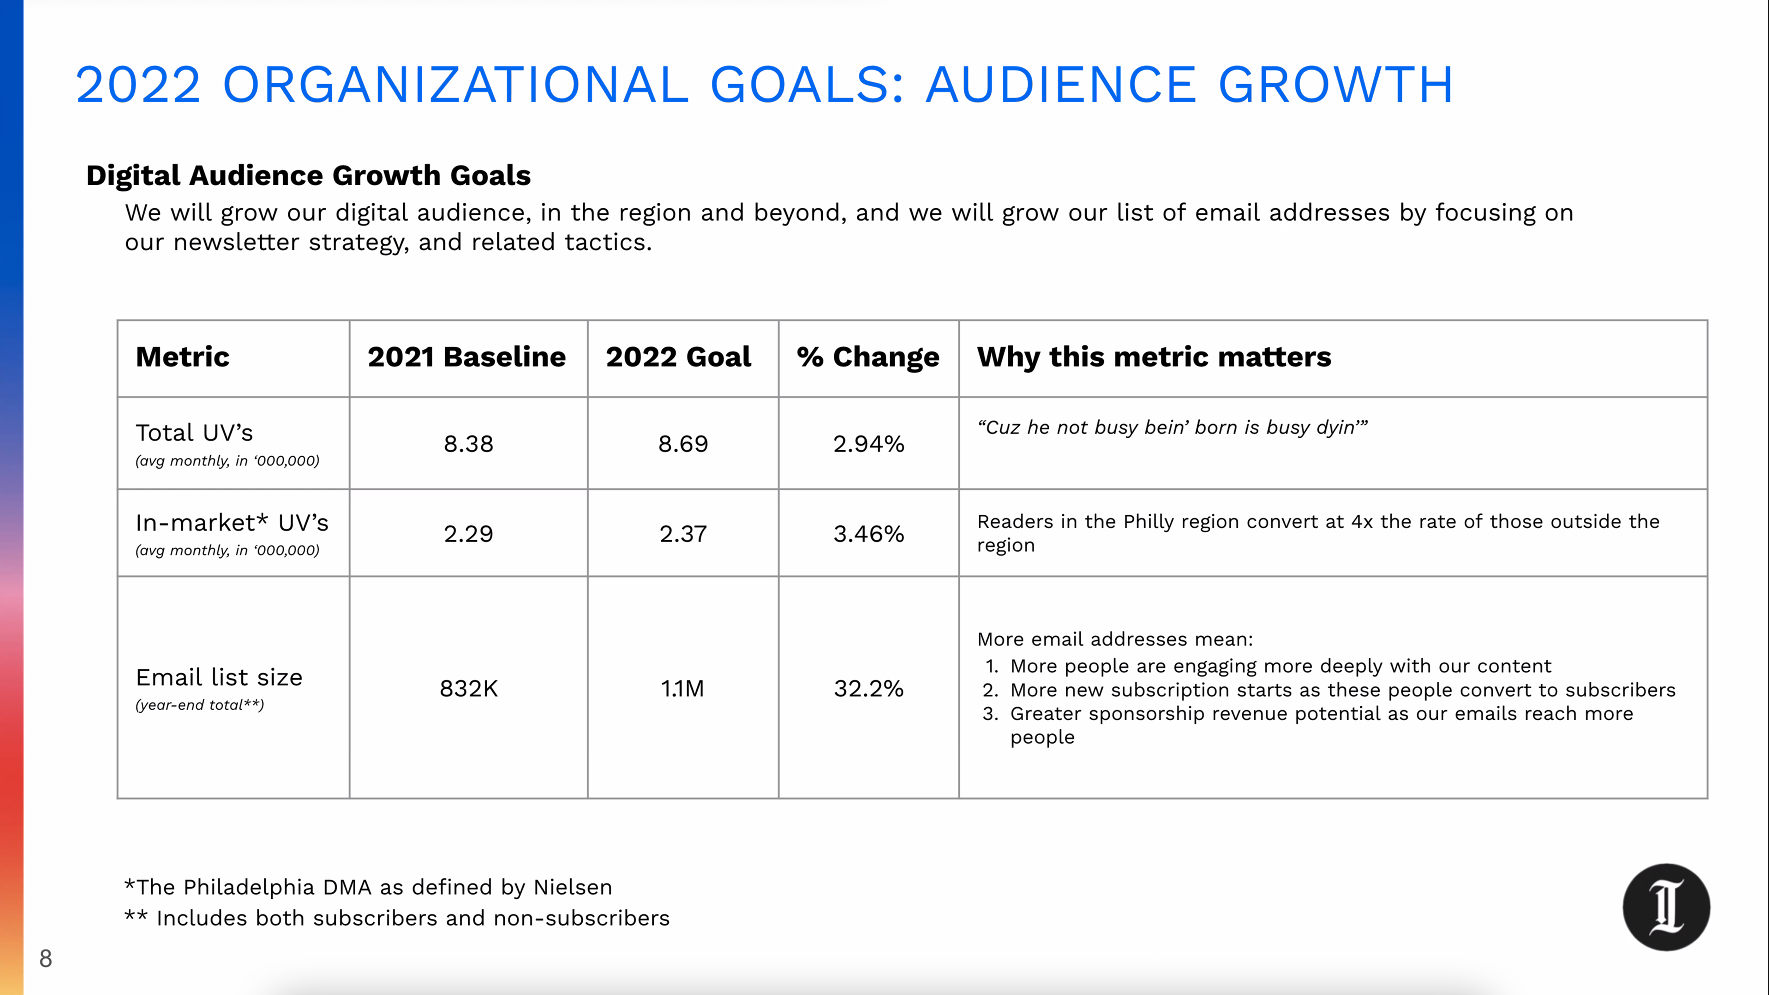 2022 ORGANIZATIONAL GOALS: AUDIENCE GROWTH
Digital Audience Growth Goals
We will grow our digital audience, in the region and beyond, and we will grow our list of email addresses by focusing on
our newsletter strategy, and related tactics.
Metric 2021 Baseline 2022 Goal % Change Why this metric matters
Total UV’s
(avg monthly, in ‘000,000)
8.38 8.69 2.94%
“Cuz he not busy bein’ born is busy dyin’”
In-market* UV’s
(avg monthly, in ‘000,000)
2.29 2.37 3.46%
Readers in the Philly region convert at 4x the rate of those outside the
region
Email list size
(year-end total**)
832K 1.1M 32.2%
More email addresses mean:
1. More people are engaging more deeply with our content
2. More new subscription starts as these people convert to subscribers
3. Greater sponsorship revenue potential as our emails reach more
people
*The Philadelphia DMA as defined by Nielsen
** Includes both subscribers and non-subscribers
I
8